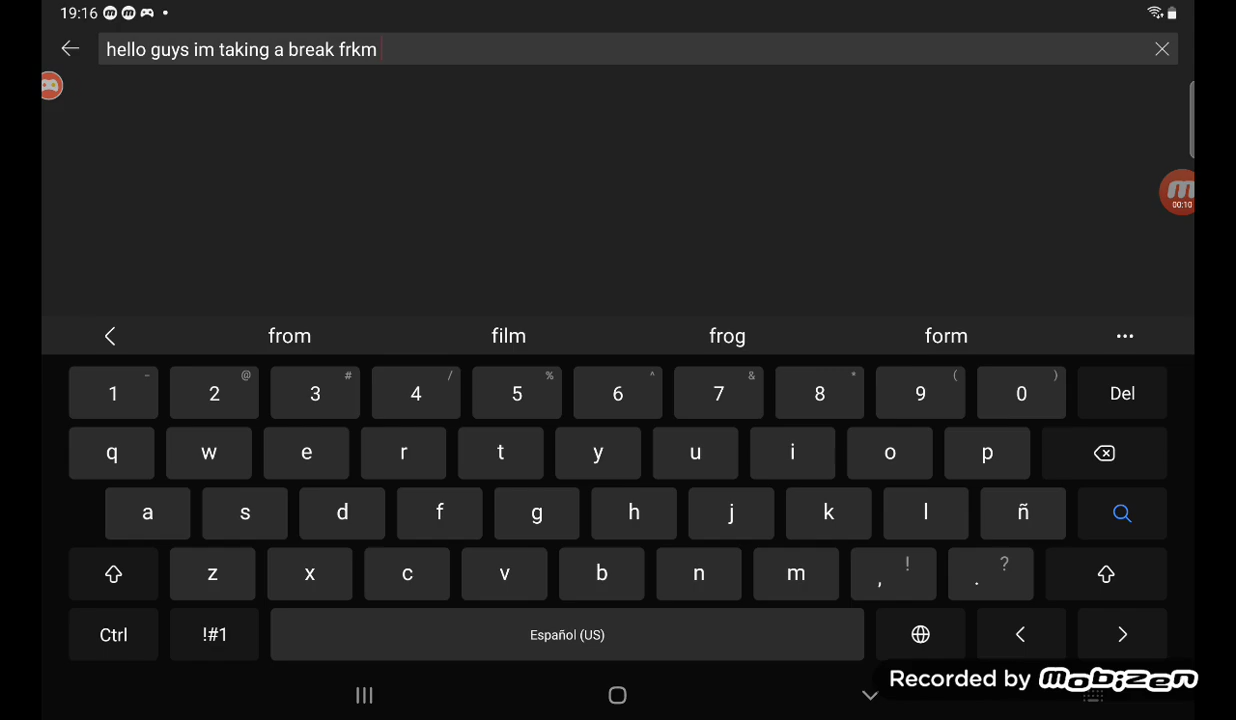 19:16
hello guys im taking a break frkm
00:10
from film frog form ...
1 - 2 @ 3 # 4 / 5 % 6 ^ 7 & 8 * 9 ( 0 ) Del
q w e r t y u i o p
a s d f g h j k l ñ
z x c v b n m , ! . ?
Ctrl !#1 Español (US)
Recorded by mobizen